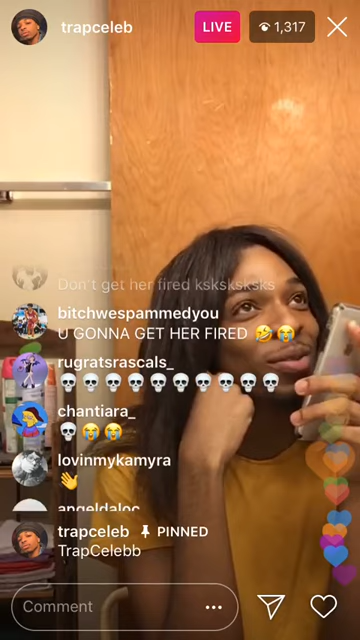 trapceleb
LIVE
1,317
Don't get her fired ksksksksks
bitchwespammedyou
U GONNA GET HER FIRED 🤣😭
rugratsrascals_
💀💀💀💀💀💀💀💀💀💀
chantiara_
💀😭😭
lovinmykamyra
👋
angeldaloc
trapceleb 📌 PINNED
TrapCelebb
Comment